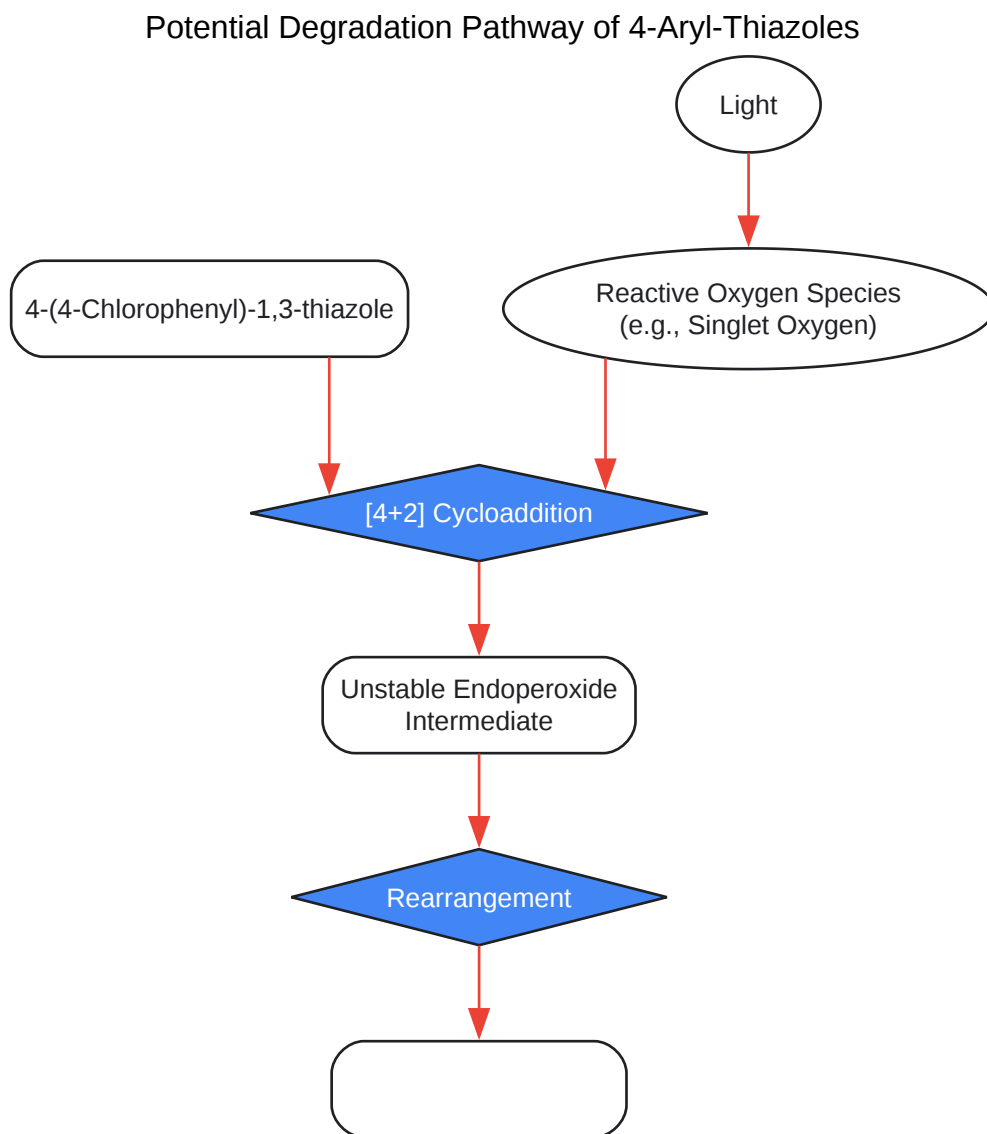 Potential Degradation Pathway of 4-Aryl-Thiazoles
Light
4-(4-Chlorophenyl)-1,3-thiazole
Reactive Oxygen Species
(e.g., Singlet Oxygen)
[4+2] Cycloaddition
Unstable Endoperoxide
Intermediate
Rearrangement